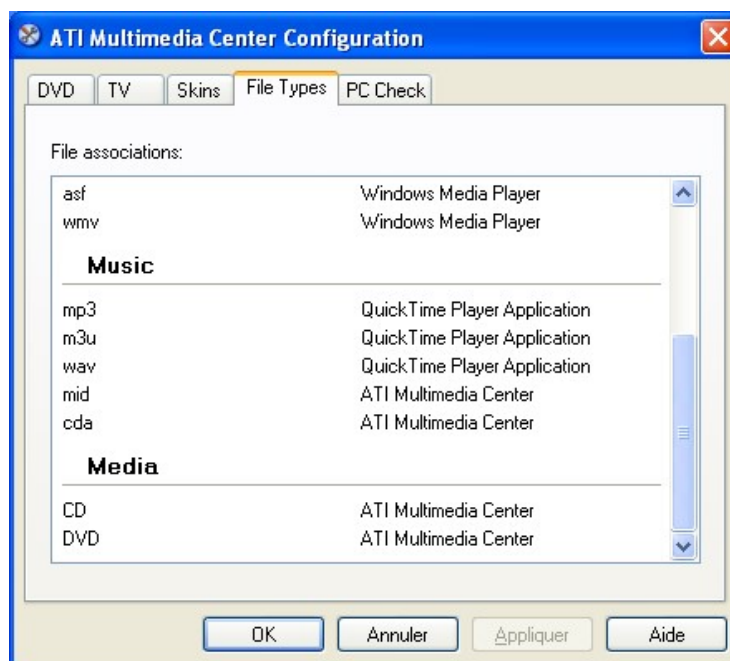 ATI Multimedia Center Configuration
DVD TV Skins File Types PC Check
File associations:
asf Windows Media Player
wmv Windows Media Player
Music
mp3 QuickTime Player Application
m3u QuickTime Player Application
wav QuickTime Player Application
mid ATI Multimedia Center
cda ATI Multimedia Center
Media
CD ATI Multimedia Center
DVD ATI Multimedia Center
OK Annuler Appliquer Aide